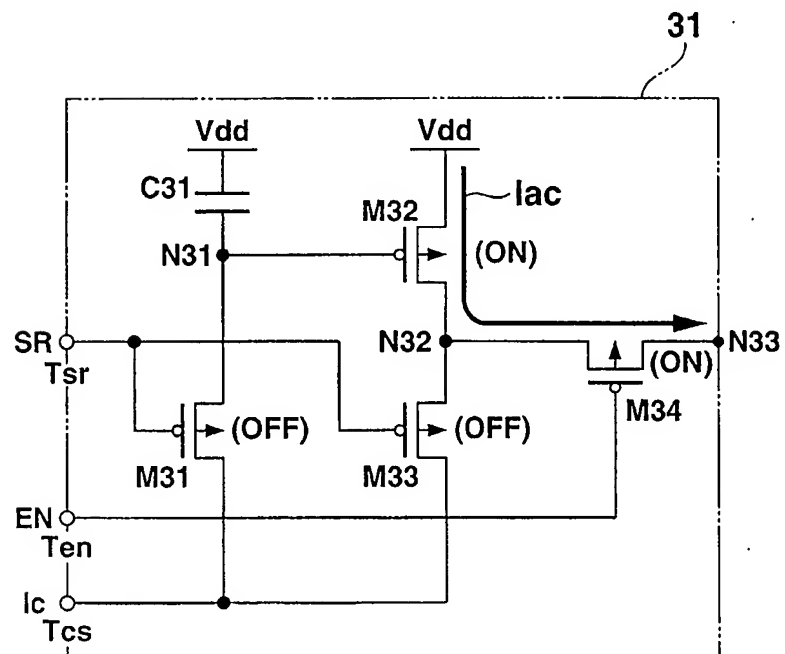 31
Vdd
Vdd
C31
M32
Iac
N31
(ON)
SR
Tsr
N32
N33
(ON)
M34
(OFF)
(OFF)
M31
M33
EN
Ten
Ic
Tcs